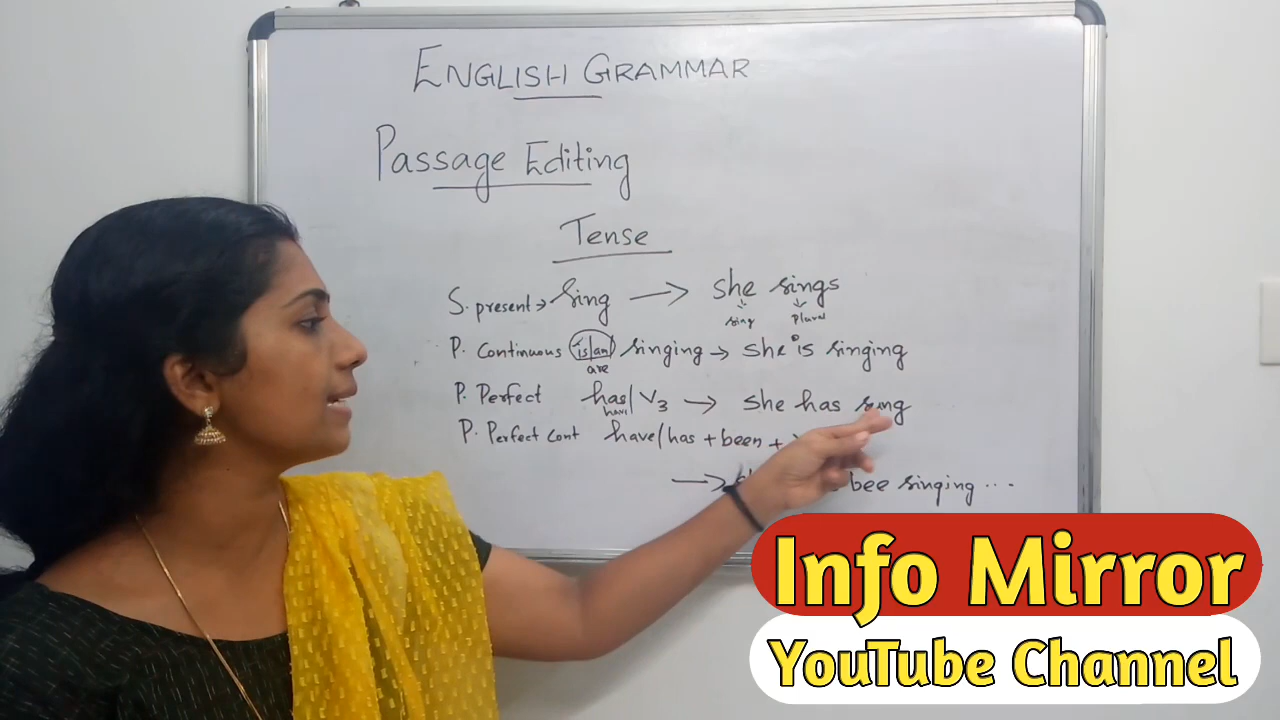 ENGLISH GRAMMAR
Passage Editing
Tense
S. present → Sing → she sings
sing plural
P. Continuous is/am singing → she is singing
are
P. Perfect has/ V3 → she has sing
have
P. Perfect Cont have/has + been +
→ bee singing ...
Info Mirror
YouTube Channel